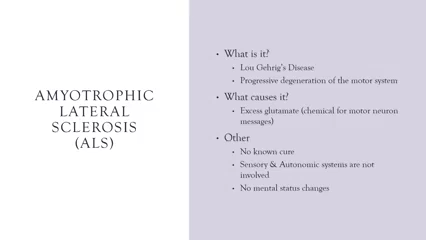 AMYOTROPHIC
LATERAL
SCLEROSIS
(ALS)
• What is it?
• Lou Gehrig's Disease
• Progressive degeneration of the motor system
• What causes it?
• Excess glutamate (chemical for motor neuron
messages)
• Other
• No known cure
• Sensory & Autonomic systems are not
involved
• No mental status changes